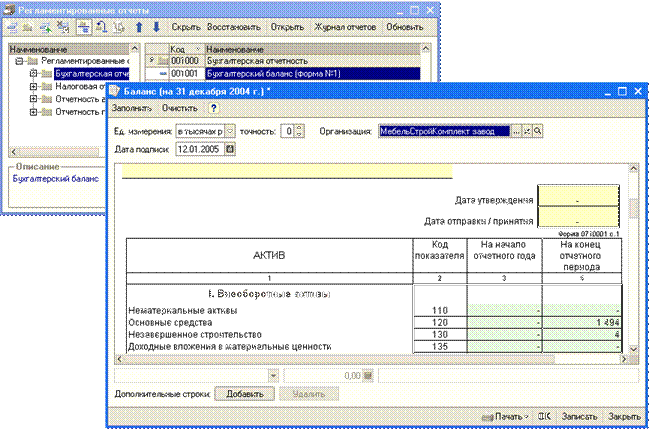 Регламентированные отчеты
Скрыть Восстановить Открыть Журнал отчетов Обновить
Наименование
Регламентированные о
Бухгалтерская отче
Налоговая от
Отчетность
Отчетность
Код Наименование
001000 Бухгалтерская отчетность
001001 Бухгалтерский баланс (форма №1)
Описание
Бухгалтерский баланс
Баланс (на 31 декабря 2004 г.) *
Заполнить Очистить ?
Ед. измерения: в тысячах р точность: 0 Организация: МебельСтройКомплект завод ...
Дата подписи: 12.01.2005
Дата утверждения -
Дата отправки / принятия -
Форма 0710001 с.1
АКТИВ Код показателя На начало отчетного года На конец отчетного периода
1 2 3 4
I. Внеоборотные активы
Нематериальные активы 110 - -
Основные средства 120 - 1 494
Незавершенное строительство 130 - 4
Доходные вложения в материальные ценности 135 - -
0,00
Дополнительные строки: Добавить Удалить
Печать OK Записать Закрыть